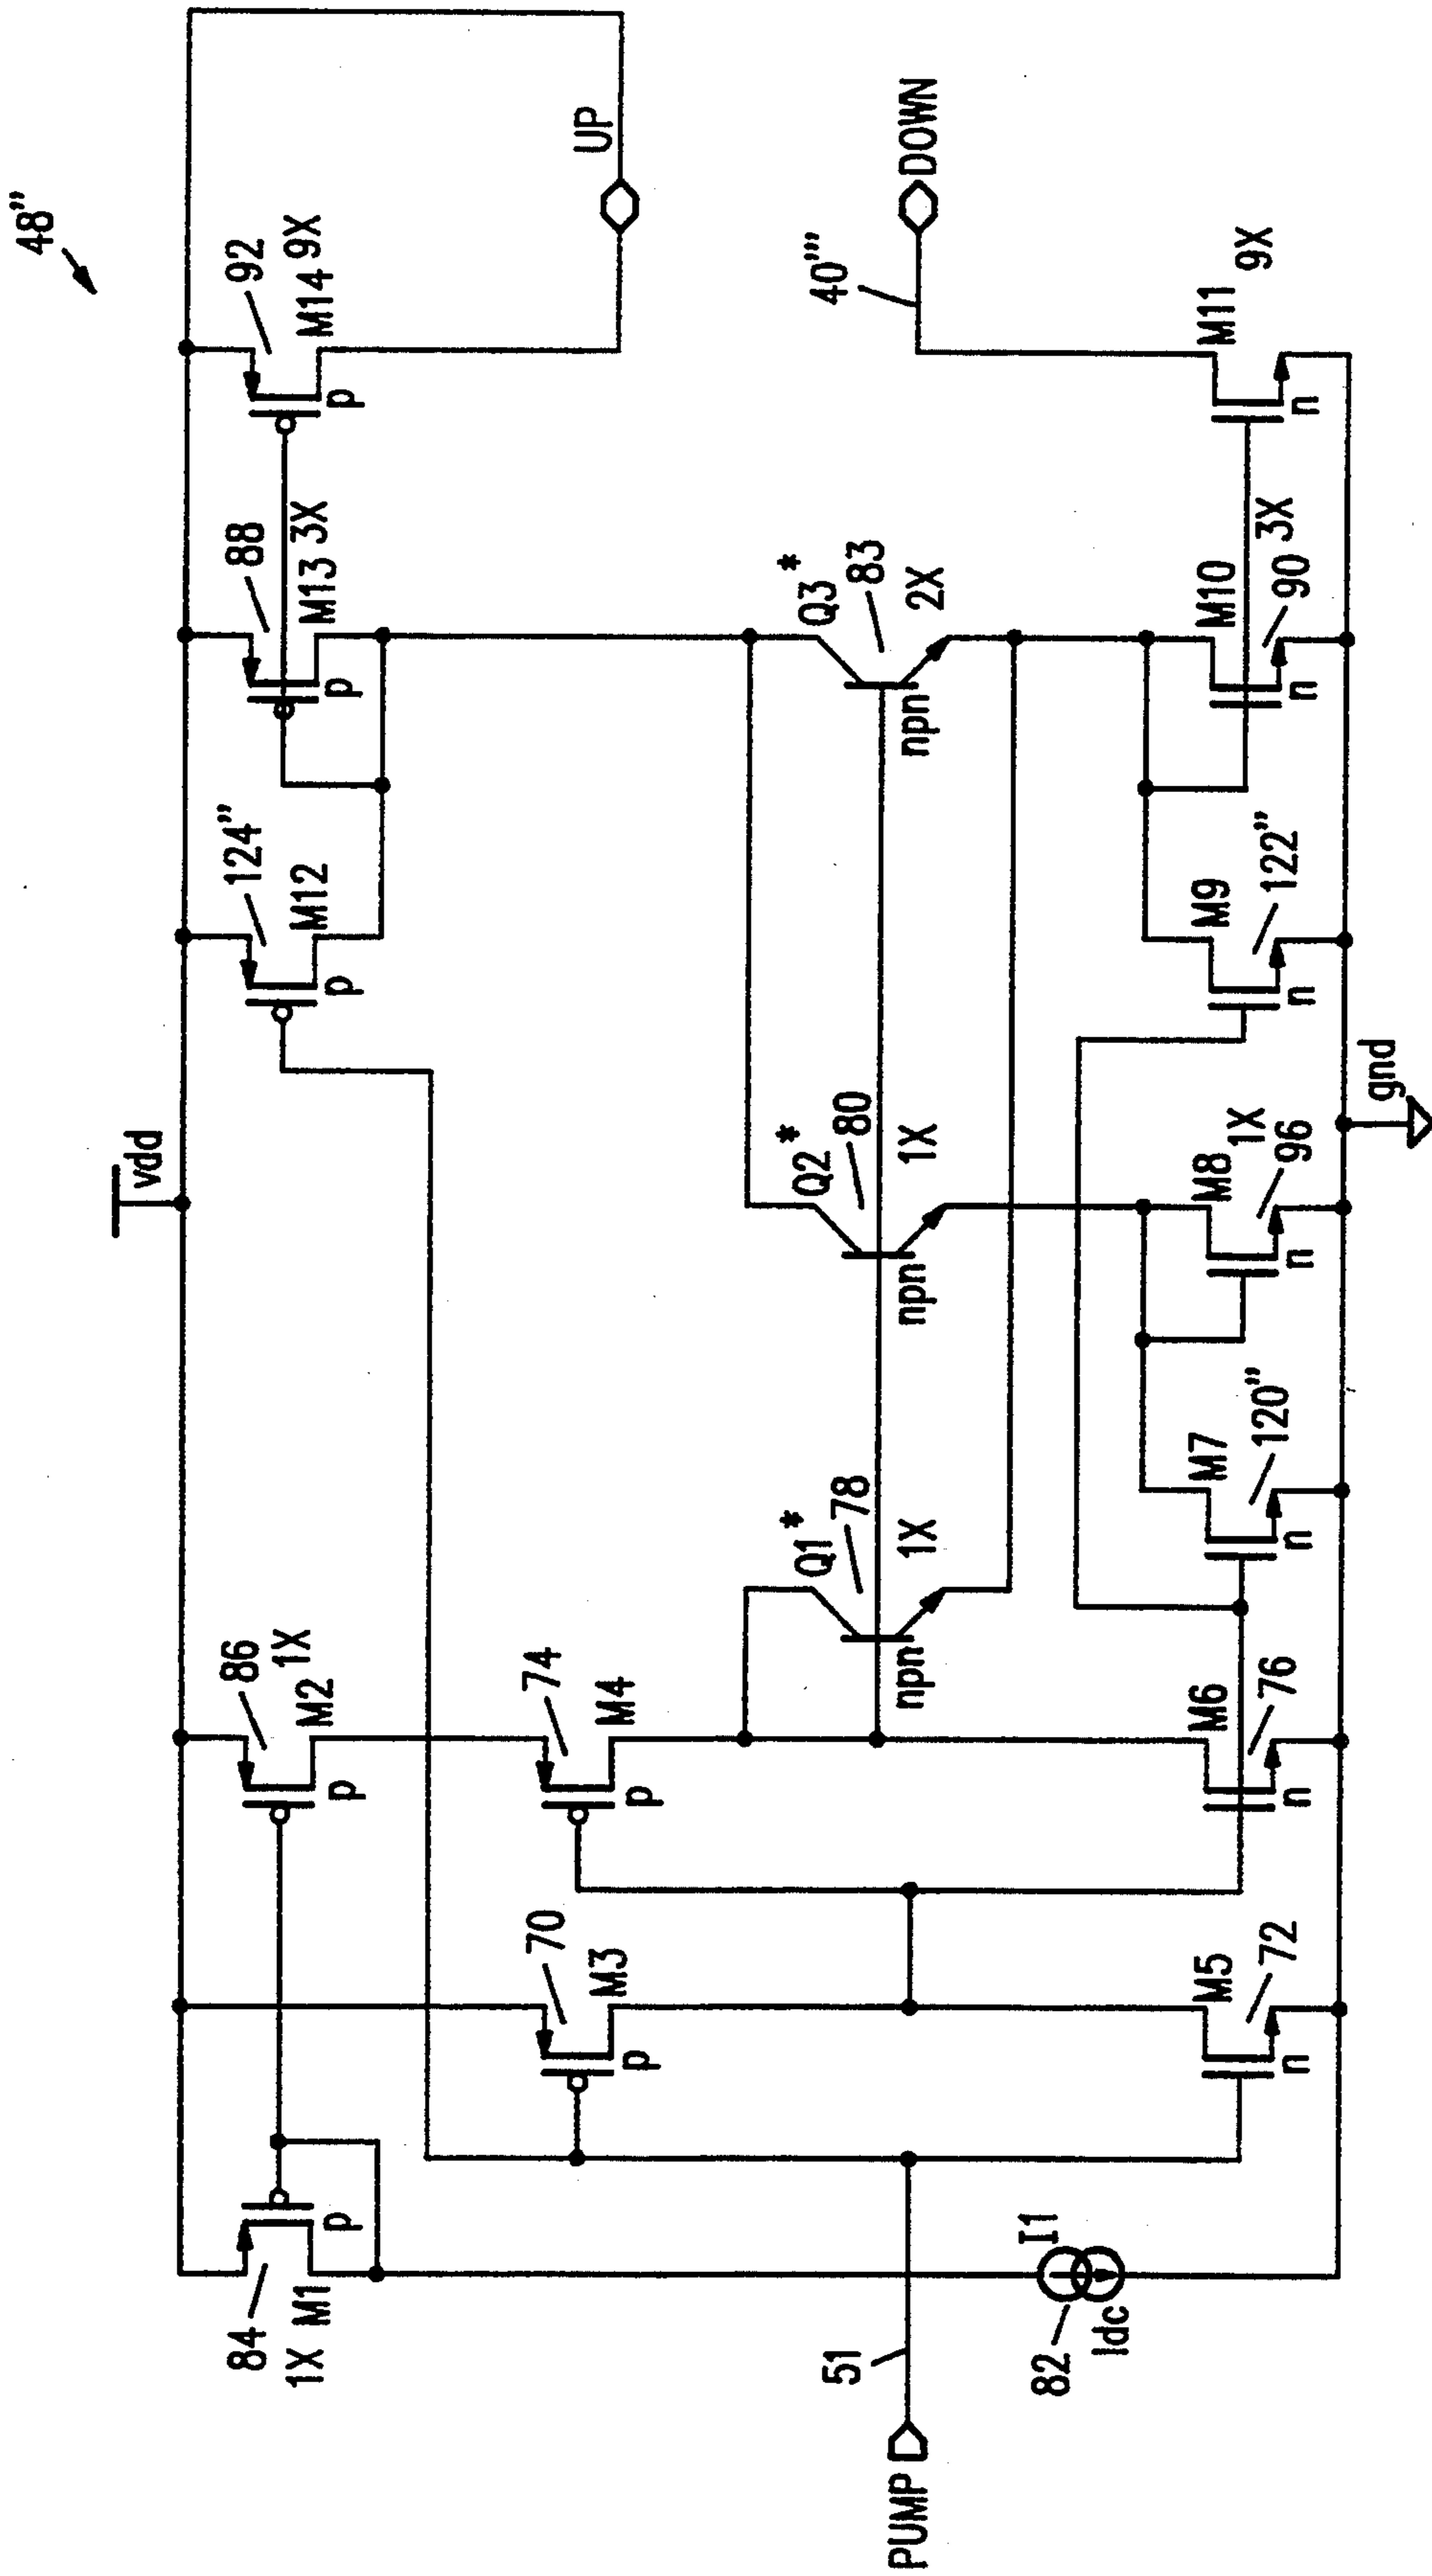 48"
vdd
84
1X M1
p
86
1X
M2
p
124"
M12
p
88
M13 3X
p
92
M14 9X
p
UP
70
M3
p
74
M4
p
Q1*
78
1X
npn
Q2*
80
1X
npn
Q3*
83
2X
npn
40'''
DOWN
PUMP
51
82
I1
Idc
M5
72
n
M6
76
n
M7
120"
n
M8
1X
96
n
M9
122"
n
M10
3X
90
n
M11
9X
n
gnd